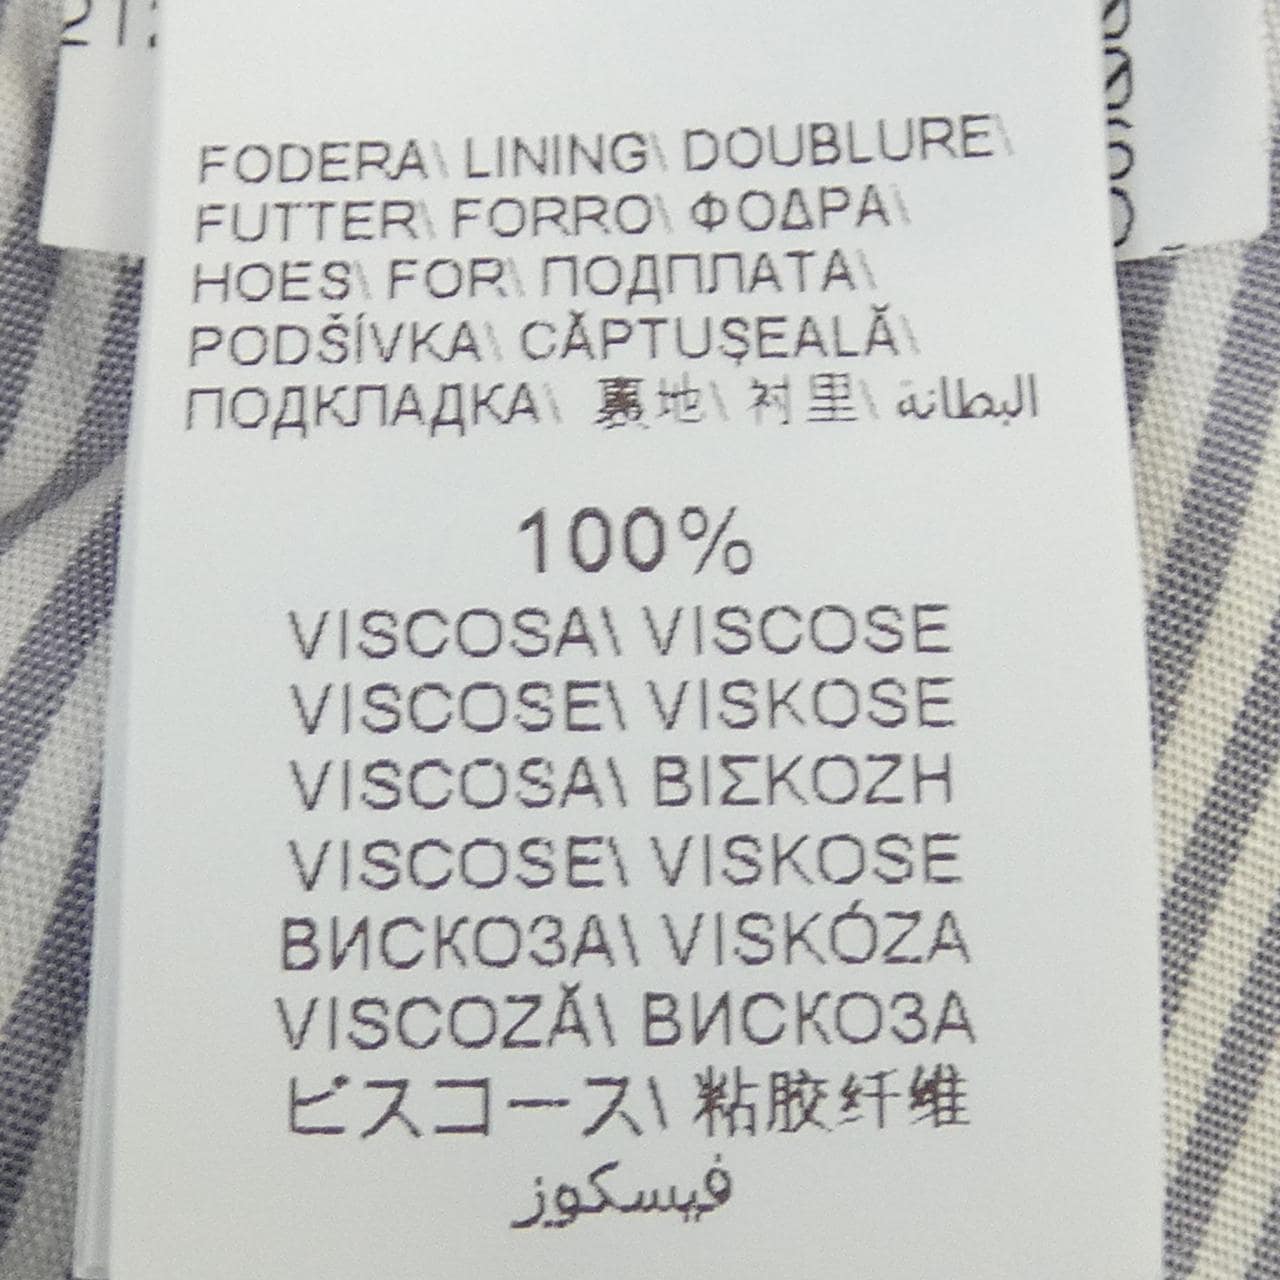 FODERA\ LINING\ DOUBLURE\
FUTTER\ FORRO\ ΦΟΔΡΑ\
HOES\ FOR\ ПОДПЛАТА\
PODŠÍVKA\ CĂPTUŞEALĂ\
ПОДКЛАДКА\ 裏地\ 衬里\ البطانة
100%
VISCOSA\ VISCOSE
VISCOSE\ VISKOSE
VISCOSA\ ΒΙΣΚΟΖΗ
VISCOSE\ VISKOSE
ВИСКОЗА\ VISKÓZA
VISCOZĂ\ ВИСКОЗА
ビスコース\ 粘胶纤维
فيسكوز